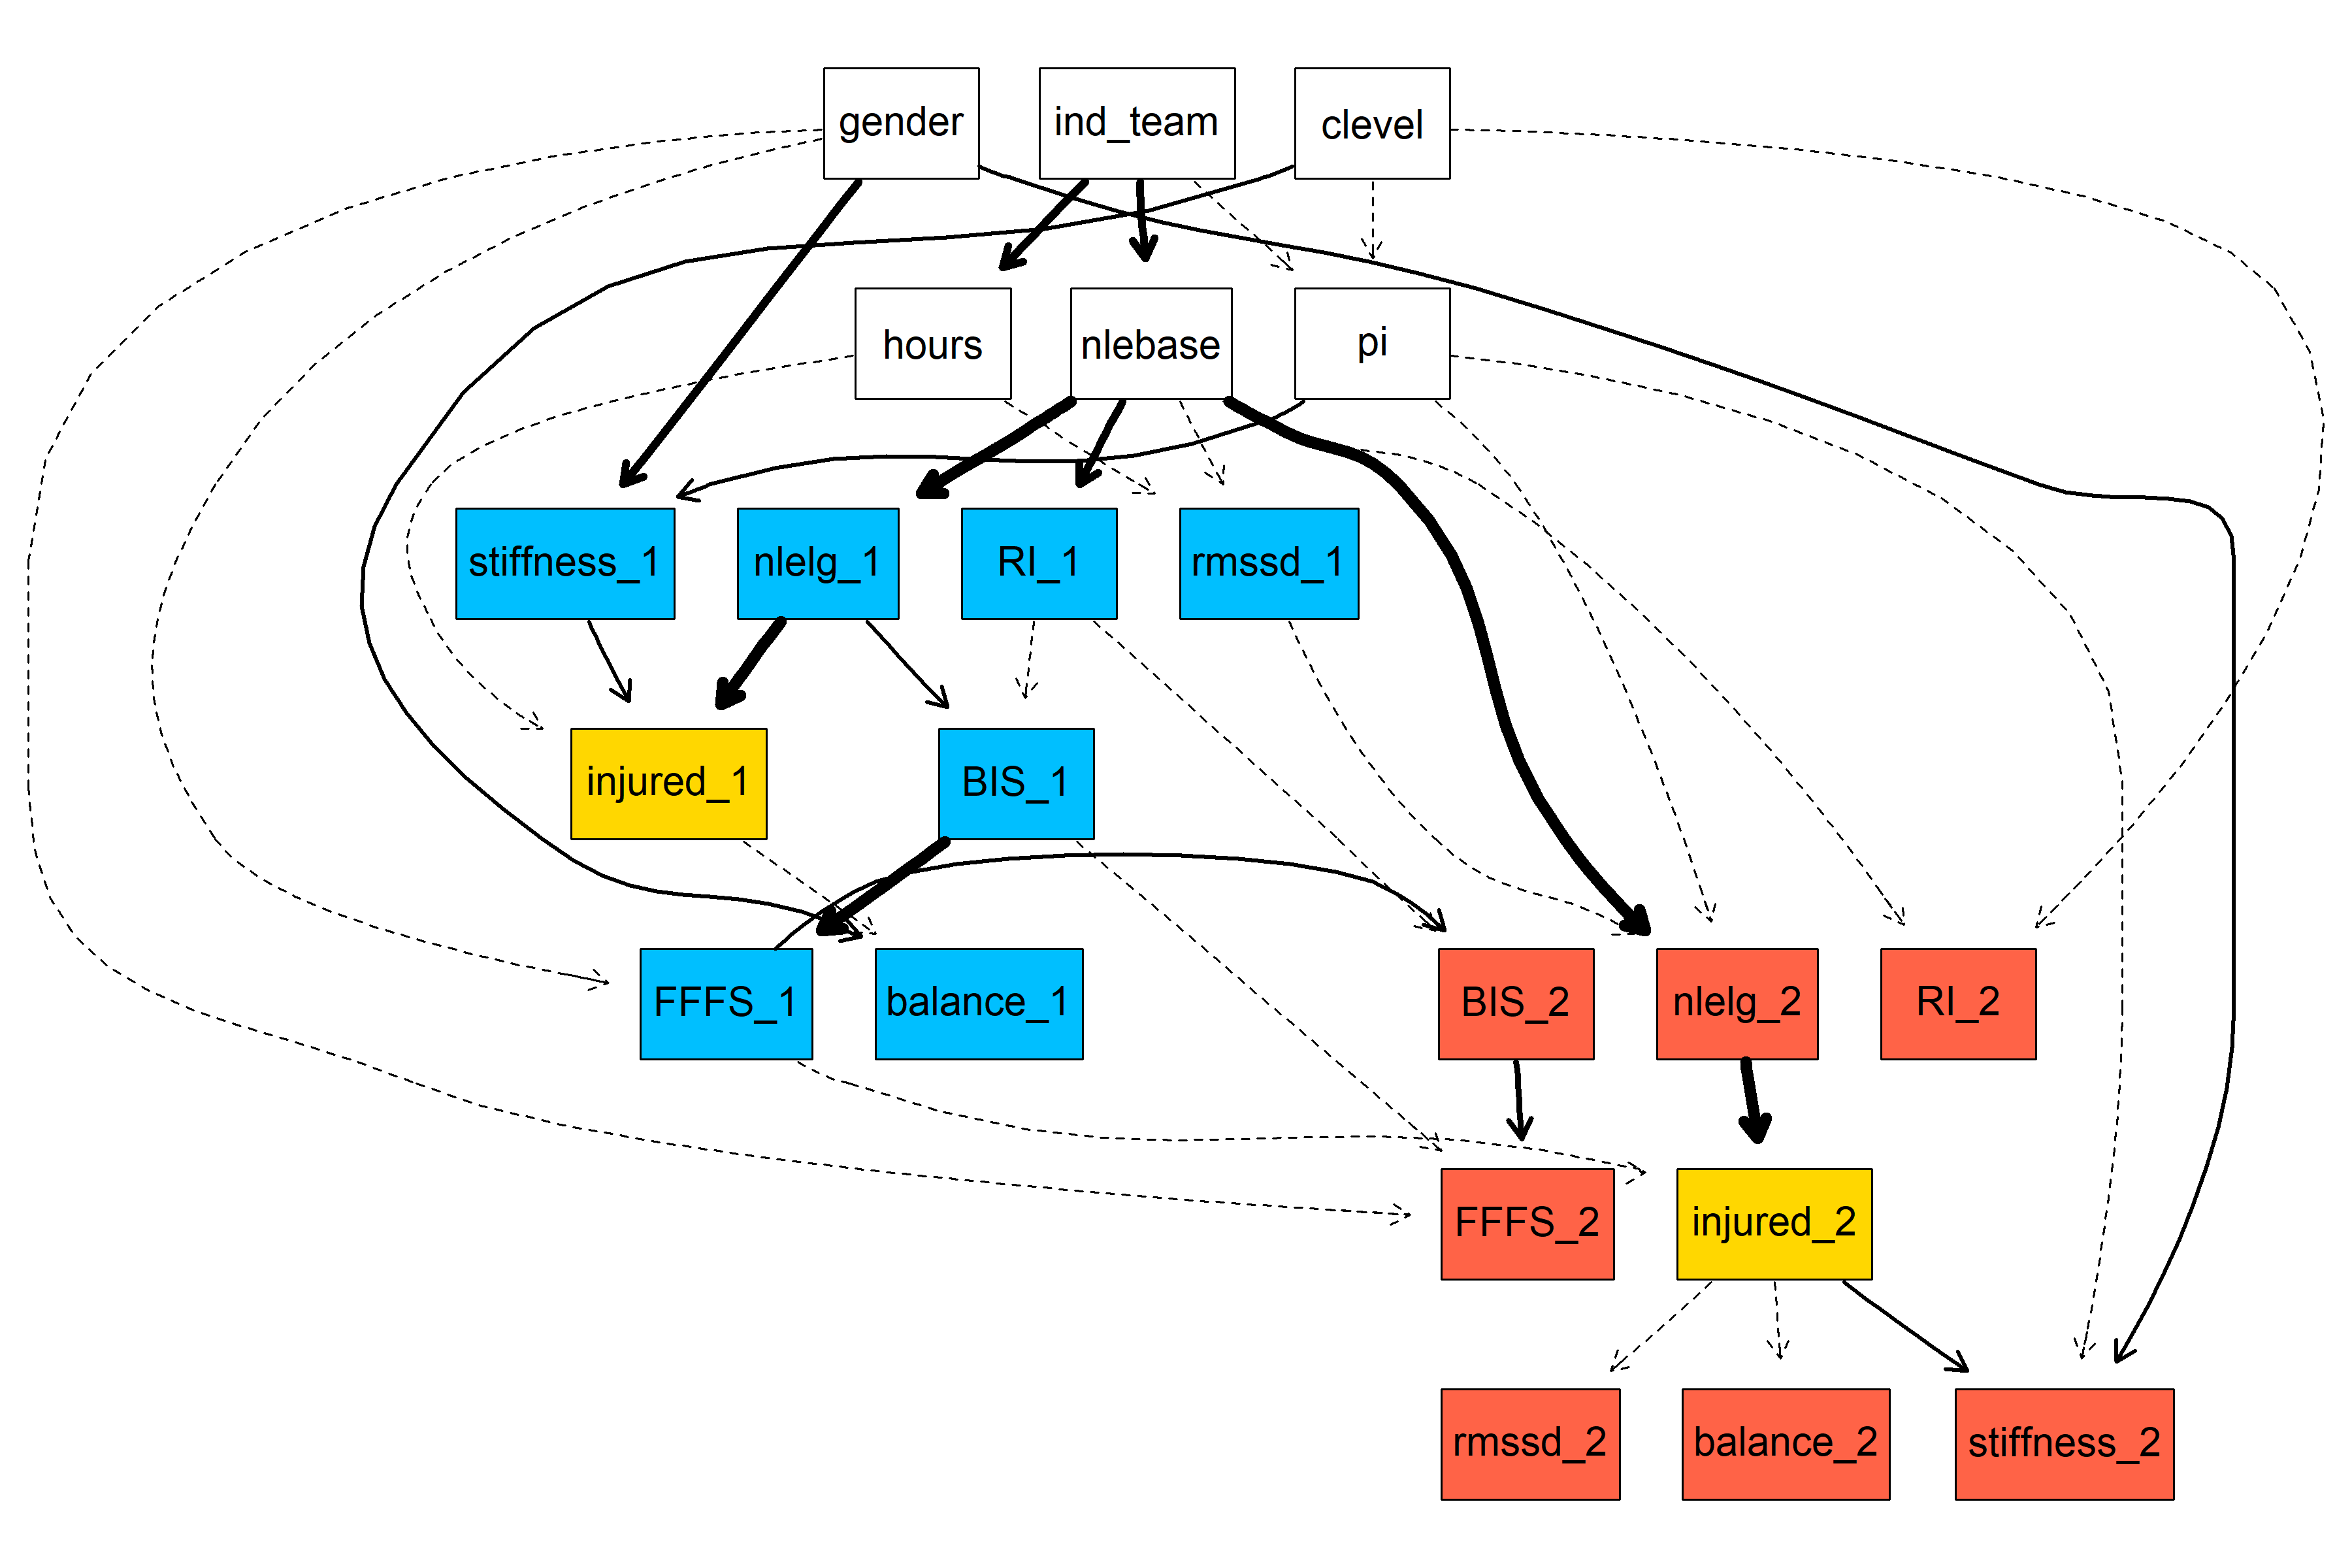 gender
ind_team
clevel
hours
nlebase
pi
stiffness_1
nlelg_1
RI_1
rmssd_1
injured_1
BIS_1
FFFS_1
balance_1
BIS_2
nlelg_2
RI_2
FFFS_2
injured_2
rmssd_2
balance_2
stiffness_2